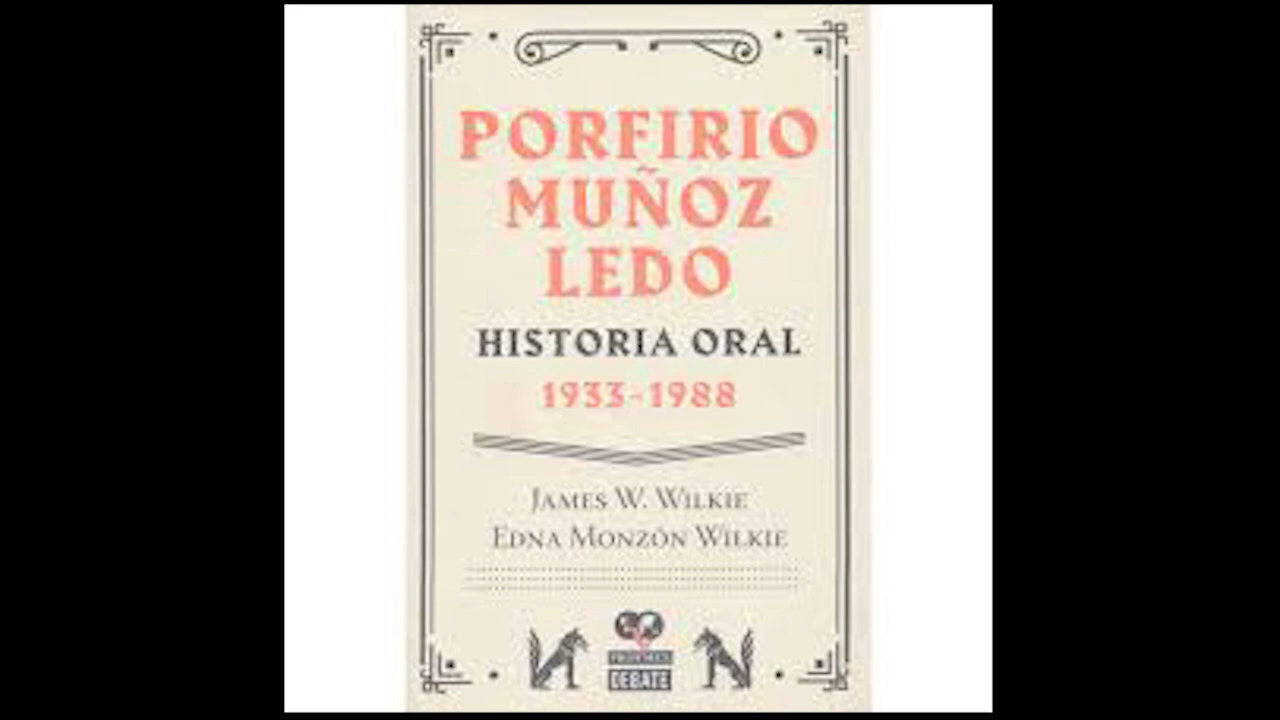 PORFIRIO
MUÑOZ
LEDO
HISTORIA ORAL
1933-1988
JAMES W. WILKIE
EDNA MONZÓN WILKIE
DEBATE